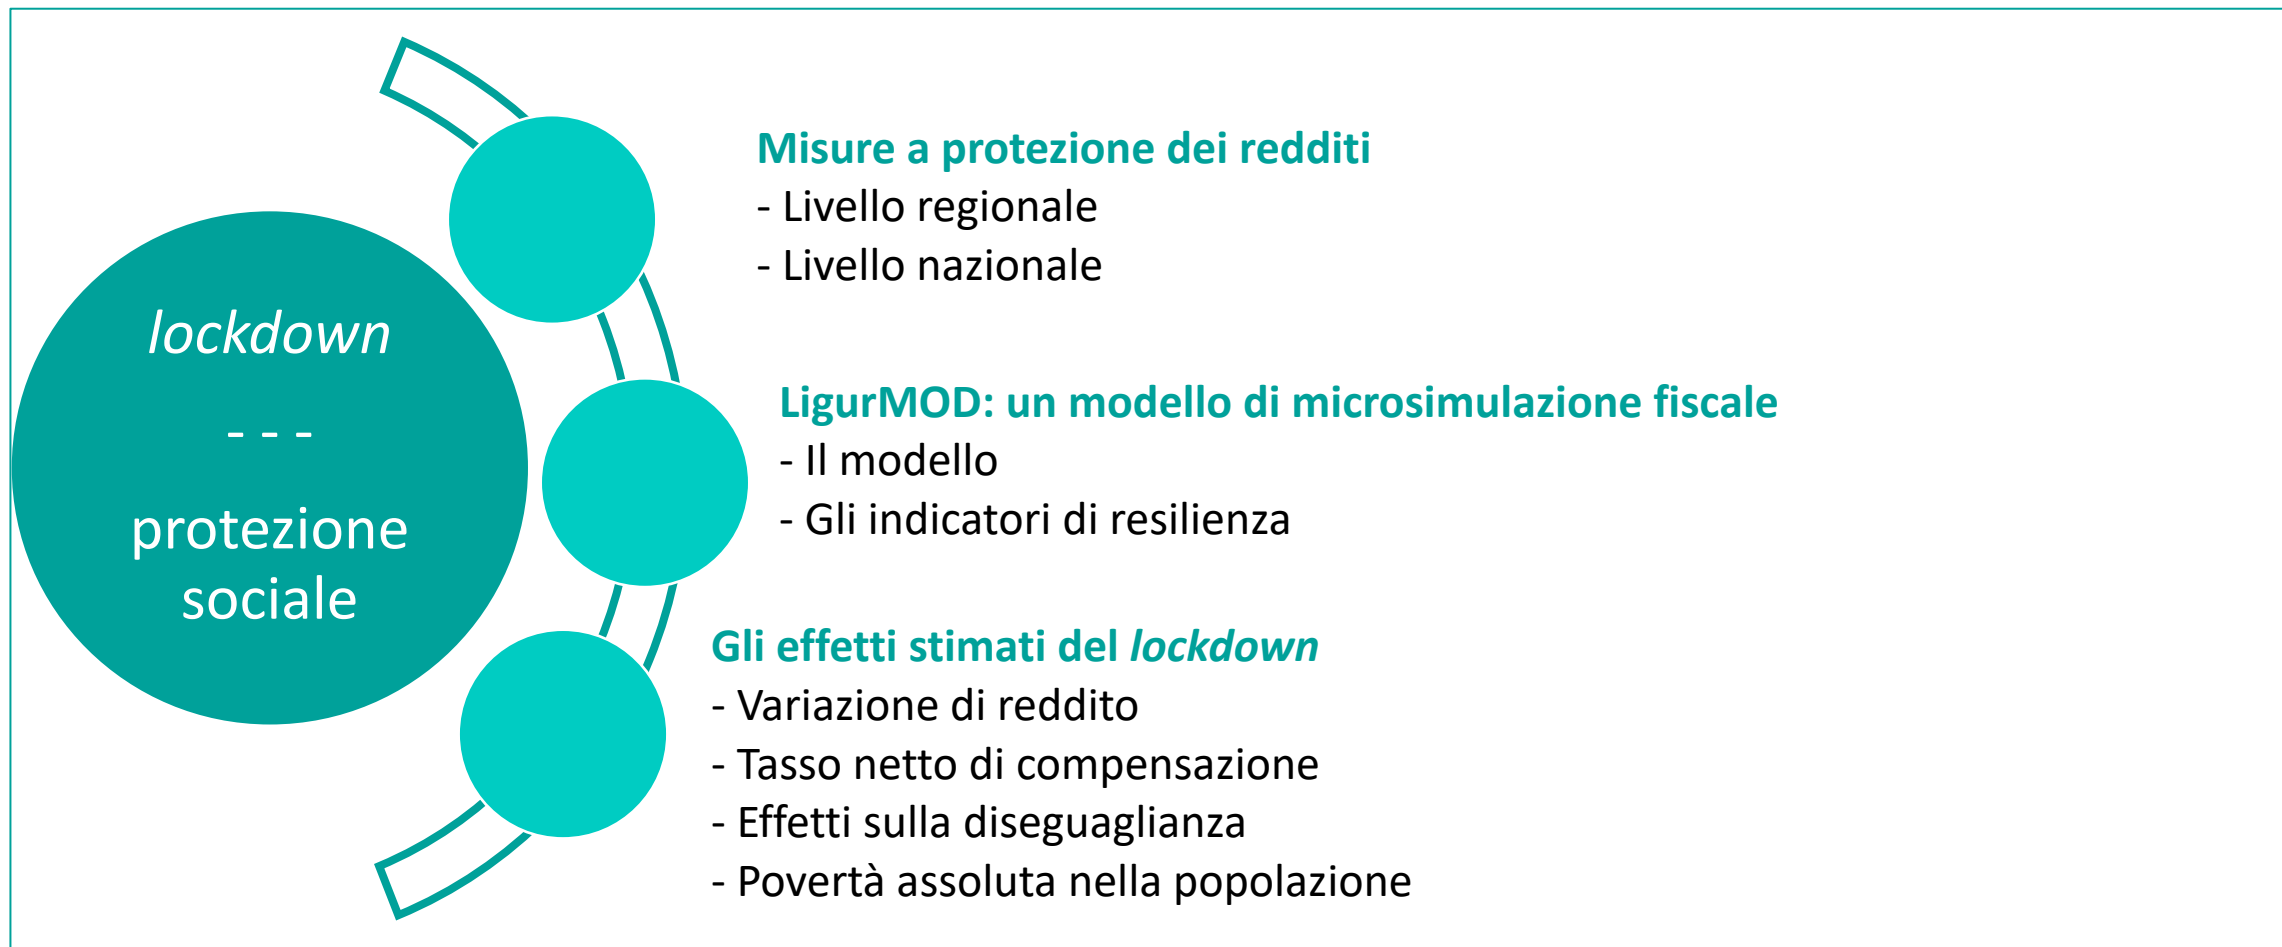 lockdown
- - -
protezione
sociale
Misure a protezione dei redditi
- Livello regionale
- Livello nazionale
LigurMOD: un modello di microsimulazione fiscale
- Il modello
- Gli indicatori di resilienza
Gli effetti stimati del lockdown
- Variazione di reddito
- Tasso netto di compensazione
- Effetti sulla diseguaglianza
- Povertà assoluta nella popolazione